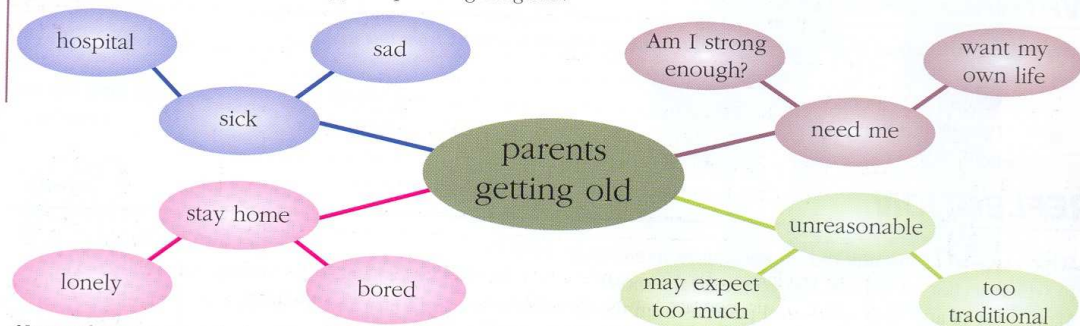 hospital
sad
sick
Am I strong
enough?
want my
own life
need me
parents
getting old
stay home
lonely
bored
unreasonable
may expect
too much
too
traditional